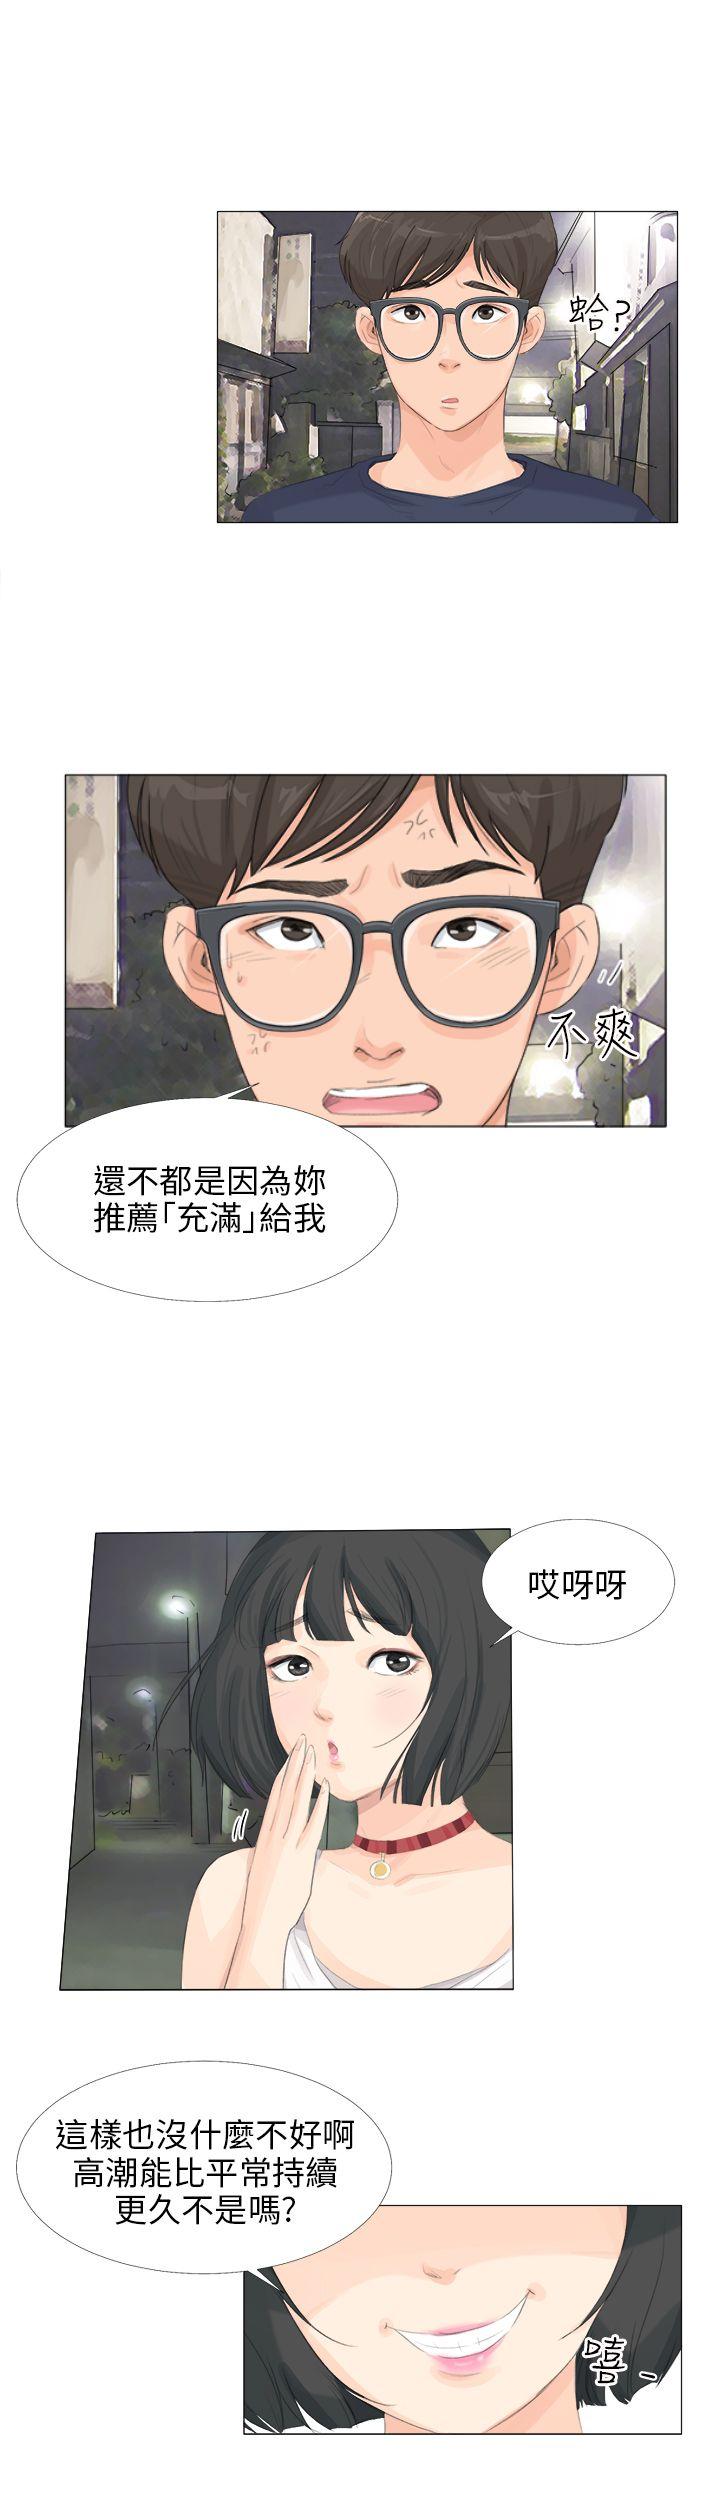 蛤?
不爽
還不都是因為妳
推薦「充滿」給我
哎呀呀
這樣也沒什麼不好啊
高潮能比平常持續
更久不是嗎?
嘻-